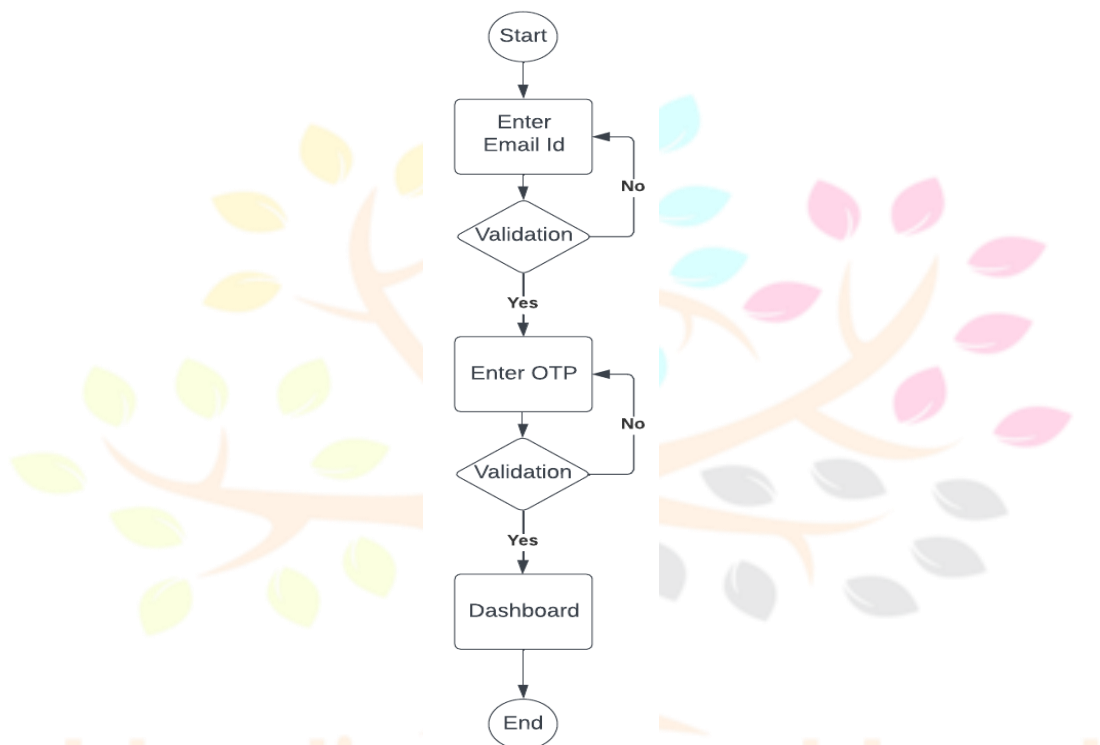 Start
Enter
Email Id
No
Validation
Yes
Enter OTP
No
Validation
Yes
Dashboard
End